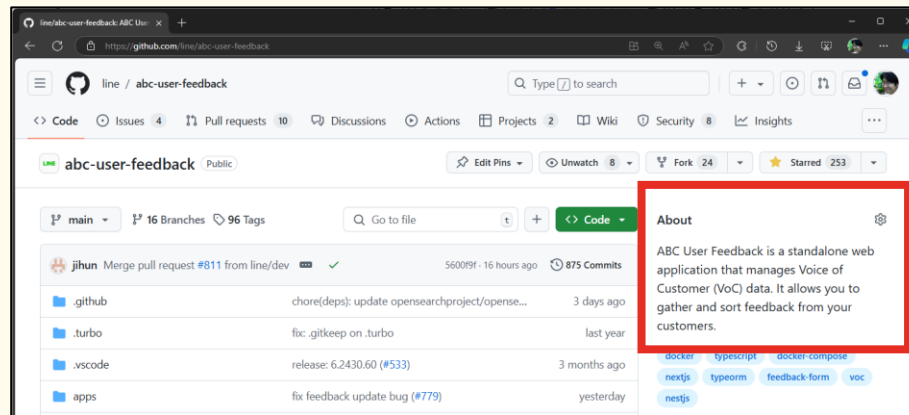 line/abc-user-feedback: ABC User
https://github.com/line/abc-user-feedback
line / abc-user-feedback
Type / to search
Code Issues 4 Pull requests 10 Discussions Actions Projects 2 Wiki Security 8 Insights
LINE abc-user-feedback Public
Edit Pins Unwatch 8 Fork 24 Starred 253
main 16 Branches 96 Tags Go to file t Code
jihun Merge pull request #811 from line/dev 5600f9f · 16 hours ago 875 Commits
.github chore(deps): update opensearchproject/opense... 3 days ago
.turbo fix: .gitkeep on .turbo last year
.vscode release: 6.2430.60 (#533) 3 months ago
apps fix feedback update bug (#779) yesterday
About
ABC User Feedback is a standalone web
application that manages Voice of
Customer (VoC) data. It allows you to
gather and sort feedback from your
customers.
docker typescript docker-compose
nextjs typeorm feedback-form voc
nestjs